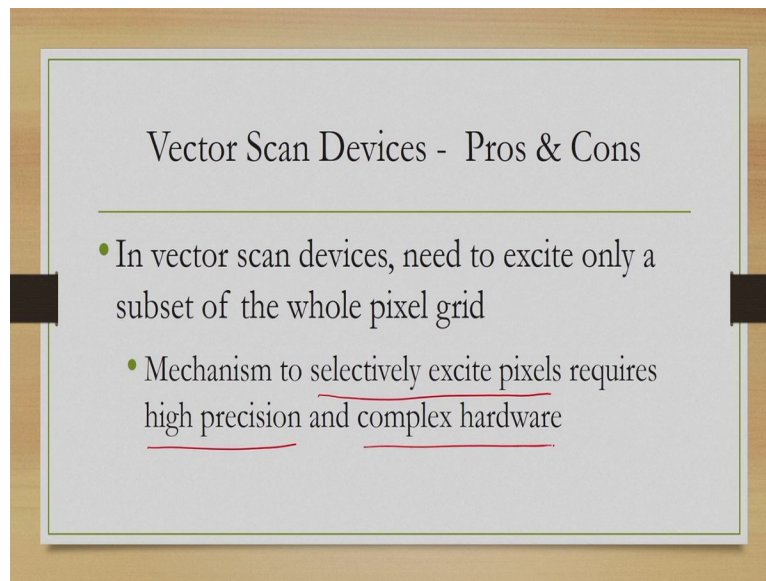 Vector Scan Devices - Pros & Cons
• In vector scan devices, need to excite only a
subset of the whole pixel grid
• Mechanism to selectively excite pixels requires
high precision and complex hardware